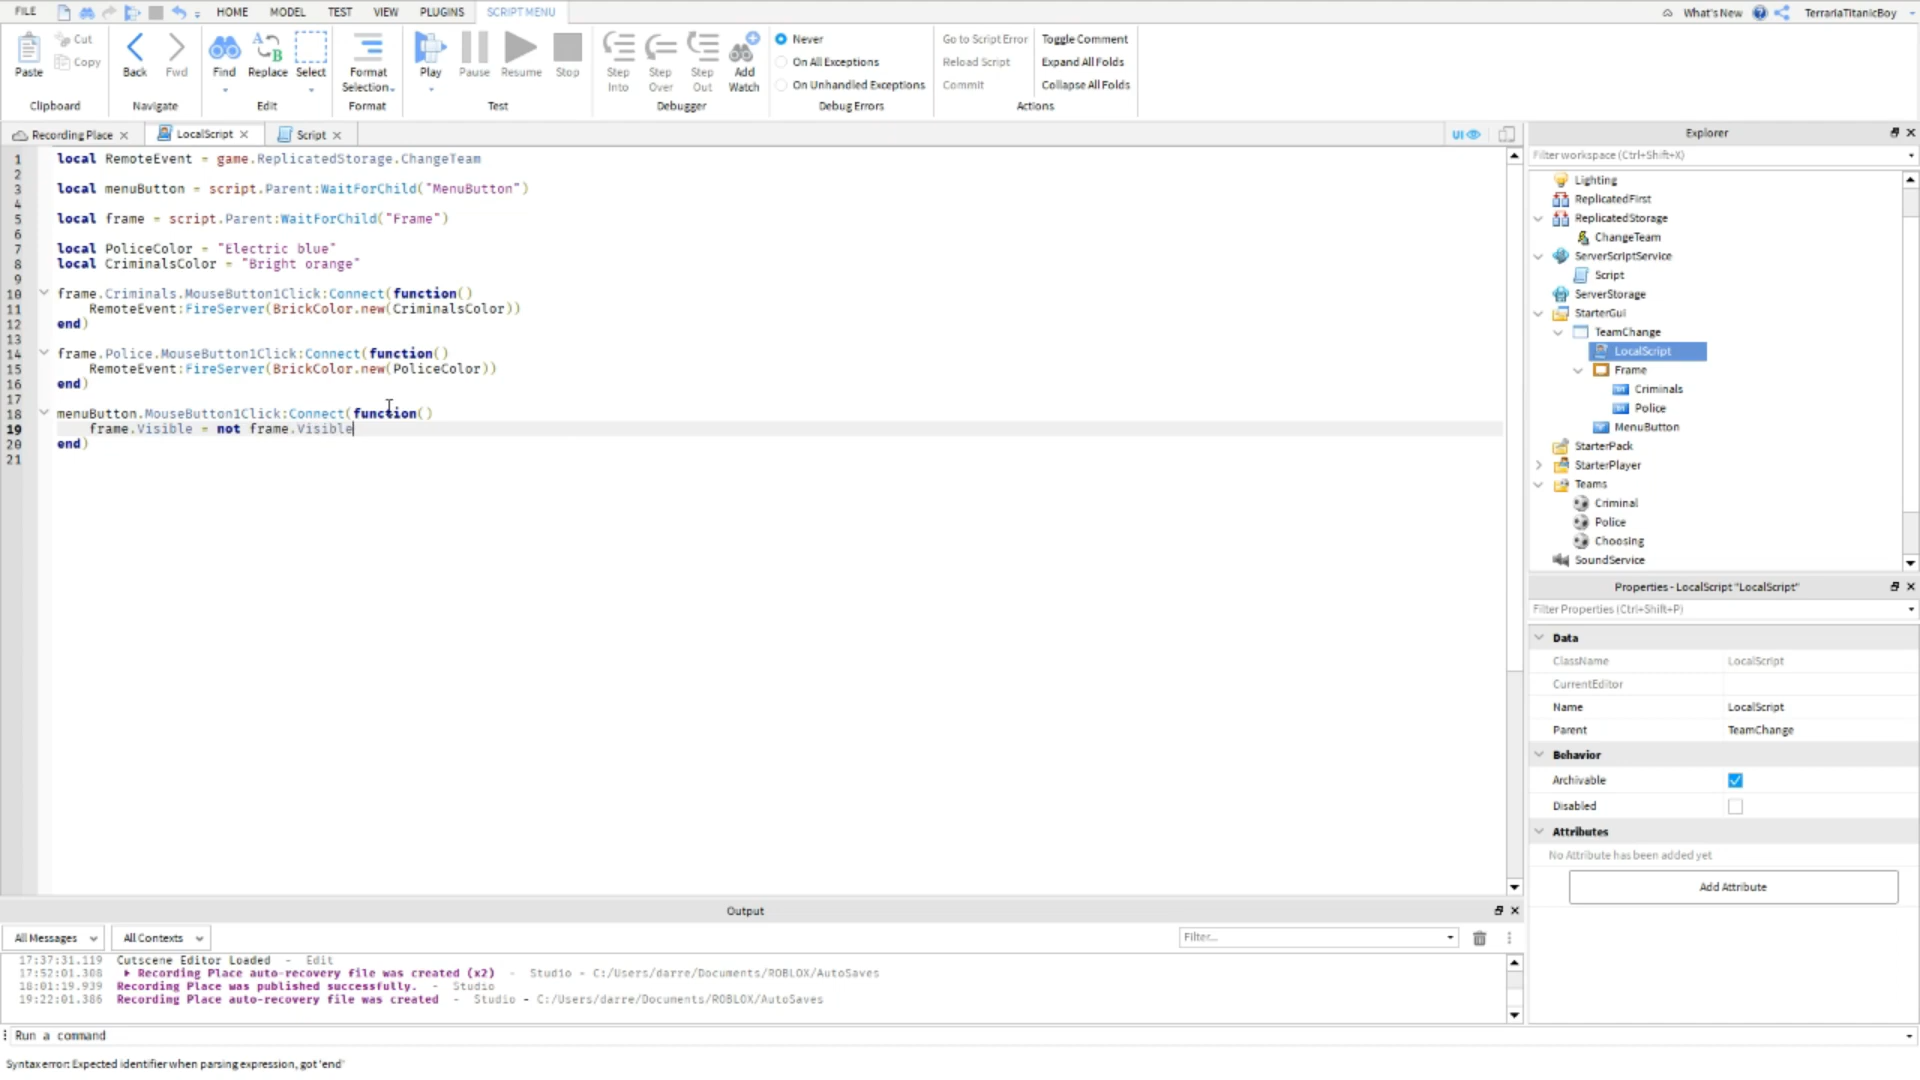 FILE HOME MODEL TEST VIEW PLUGINS SCRIPT MENU What's New TerrariaTitanicBoy
Paste Cut Copy Clipboard
Back Fwd Navigate
Find Replace Select Edit
Format Selection Format
Play Pause Resume Stop Test
Step Into Step Over Step Out Add Watch Debugger
Never
On All Exceptions
On Unhandled Exceptions
Debug Errors
Go to Script Error Toggle Comment
Reload Script Expand All Folds
Commit Collapse All Folds
Actions
Recording Place LocalScript Script UI
1 local RemoteEvent = game.ReplicatedStorage.ChangeTeam
2
3 local menuButton = script.Parent:WaitForChild("MenuButton")
4
5 local frame = script.Parent:WaitForChild("Frame")
6
7 local PoliceColor = "Electric blue"
8 local CriminalsColor = "Bright orange"
9
10 frame.Criminals.MouseButton1Click:Connect(function()
11 RemoteEvent:FireServer(BrickColor.new(CriminalsColor))
12 end)
13
14 frame.Police.MouseButton1Click:Connect(function()
15 RemoteEvent:FireServer(BrickColor.new(PoliceColor))
16 end)
17
18 menuButton.MouseButton1Click:Connect(function()
19 frame.Visible = not frame.Visible
20 end)
21
Explorer
Filter workspace (Ctrl+Shift+X)
Lighting
ReplicatedFirst
ReplicatedStorage
ChangeTeam
ServerScriptService
Script
ServerStorage
StarterGui
TeamChange
LocalScript
Frame
Criminals
Police
MenuButton
StarterPack
StarterPlayer
Teams
Criminal
Police
Choosing
SoundService
Properties - LocalScript "LocalScript"
Filter Properties (Ctrl+Shift+P)
Data
ClassName LocalScript
CurrentEditor
Name LocalScript
Parent TeamChange
Behavior
Archivable
Disabled
Attributes
No Attribute has been added yet
Add Attribute
Output
All Messages All Contexts Filter...
17:37:31.119 Cutscene Editor Loaded - Edit
17:52:01.308 Recording Place auto-recovery file was created (x2) - Studio - C:/Users/darre/Documents/ROBLOX/AutoSaves
18:01:19.939 Recording Place was published successfully. - Studio
19:22:01.386 Recording Place auto-recovery file was created - Studio - C:/Users/darre/Documents/ROBLOX/AutoSaves
Run a command
Syntax error: Expected identifier when parsing expression, got 'end'